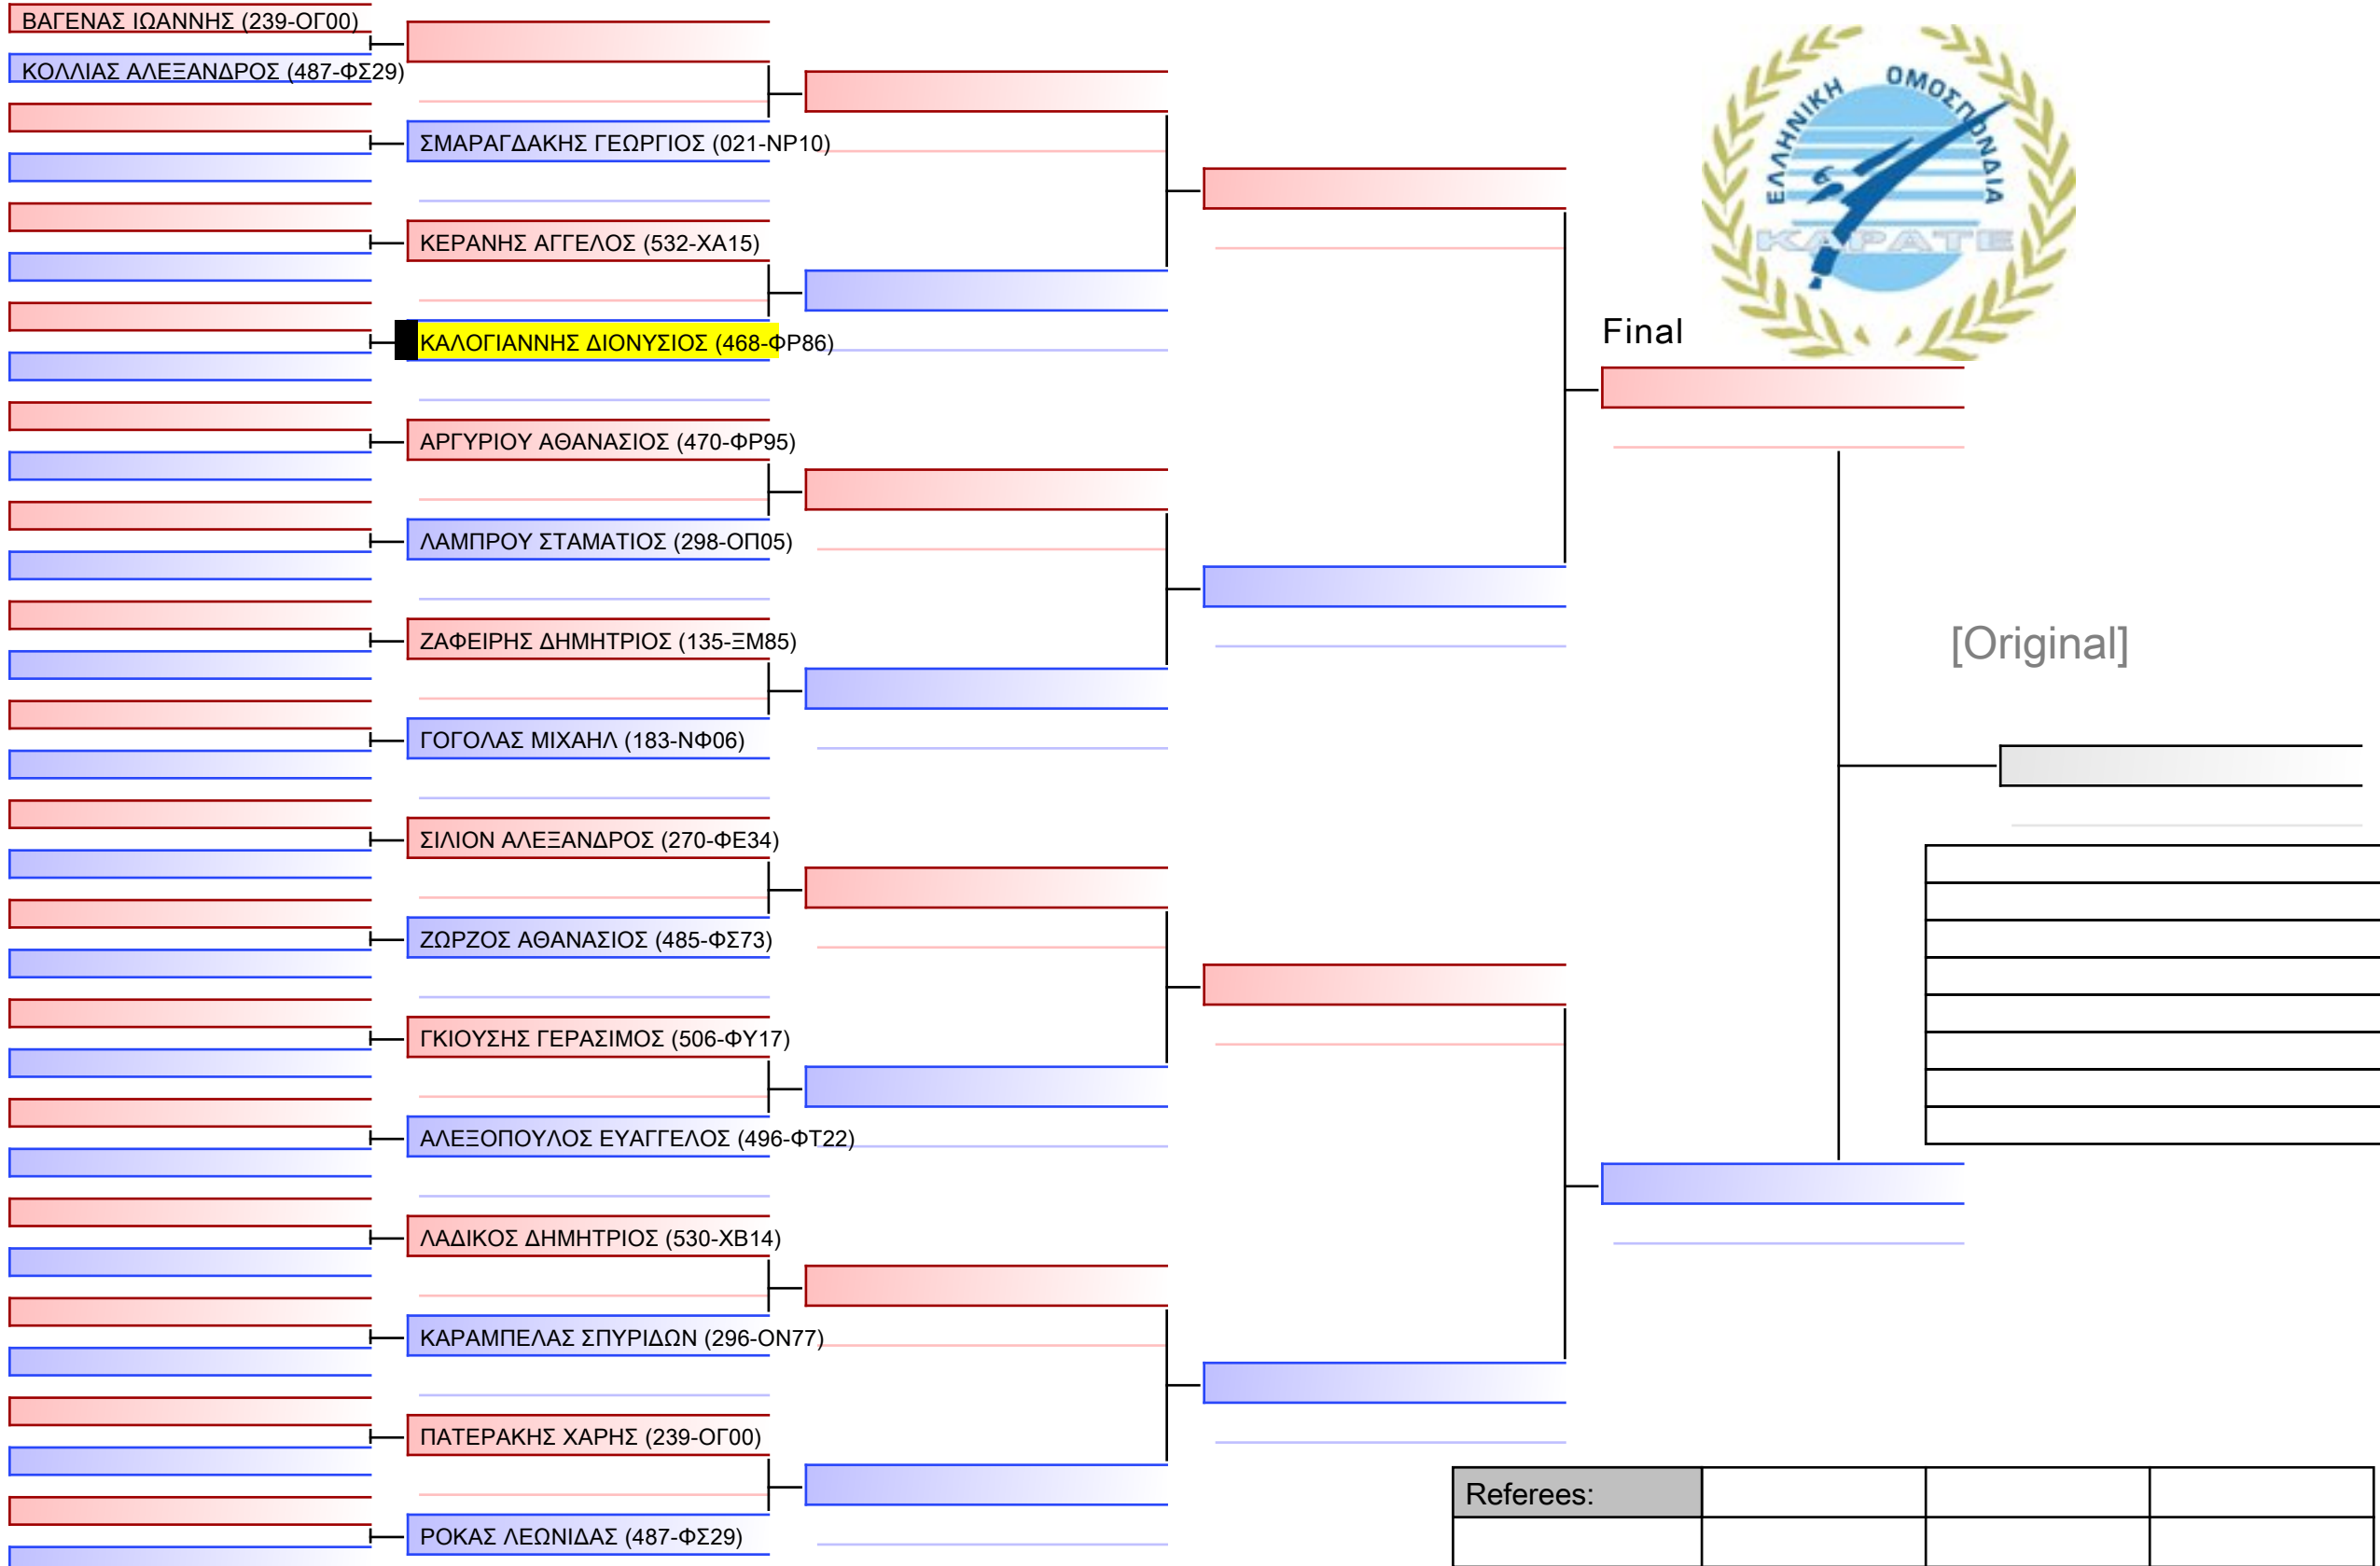 ΒΑΓΕΝΑΣ ΙΩΑΝΝΗΣ (239-ΟΓ00)
ΚΟΛΛΙΑΣ ΑΛΕΞΑΝΔΡΟΣ (487-ΦΣ29)
ΣΜΑΡΑΓΔΑΚΗΣ ΓΕΩΡΓΙΟΣ (021-ΝΡ10)
ΚΕΡΑΝΗΣ ΑΓΓΕΛΟΣ (532-ΧΑ15)
ΚΑΛΟΓΙΑΝΝΗΣ ΔΙΟΝΥΣΙΟΣ (468-ΦΡ86)
ΑΡΓΥΡΙΟΥ ΑΘΑΝΑΣΙΟΣ (470-ΦΡ95)
ΛΑΜΠΡΟΥ ΣΤΑΜΑΤΙΟΣ (298-ΟΠ05)
ΖΑΦΕΙΡΗΣ ΔΗΜΗΤΡΙΟΣ (135-ΞΜ85)
ΓΟΓΟΛΑΣ ΜΙΧΑΗΛ (183-ΝΦ06)
ΣΙΛΙΟΝ ΑΛΕΞΑΝΔΡΟΣ (270-ΦΕ34)
ΖΩΡΖΟΣ ΑΘΑΝΑΣΙΟΣ (485-ΦΣ73)
ΓΚΙΟΥΣΗΣ ΓΕΡΑΣΙΜΟΣ (506-ΦΥ17)
ΑΛΕΞΟΠΟΥΛΟΣ ΕΥΑΓΓΕΛΟΣ (496-ΦΤ22)
ΛΑΔΙΚΟΣ ΔΗΜΗΤΡΙΟΣ (530-ΧΒ14)
ΚΑΡΑΜΠΕΛΑΣ ΣΠΥΡΙΔΩΝ (296-ΟΝ77)
ΠΑΤΕΡΑΚΗΣ ΧΑΡΗΣ (239-ΟΓ00)
ΡΟΚΑΣ ΛΕΩΝΙΔΑΣ (487-ΦΣ29)
ΕΛΛΗΝΙΚΗ ΟΜΟΣΠΟΝΔΙΑ
ΚΑΡΑΤΕ
Final
[Original]
Referees: